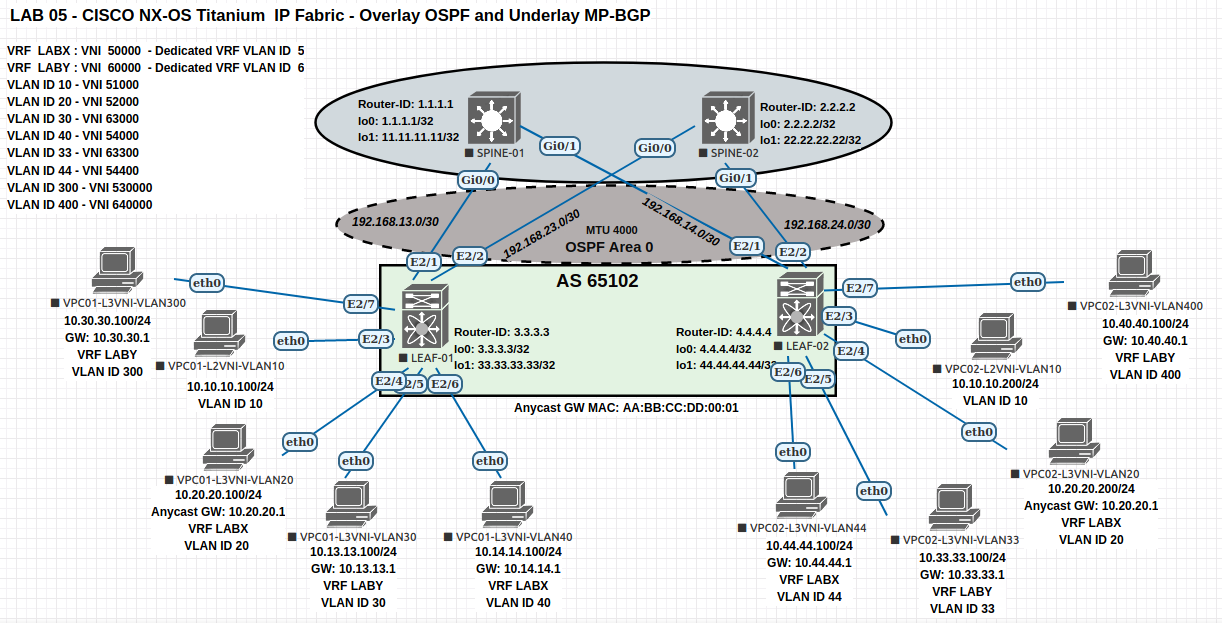 LAB 05 - CISCO NX-OS Titanium  IP Fabric - Overlay OSPF and Underlay MP-BGP
VRF  LABX : VNI  50000  - Dedicated VRF VLAN ID  5
VRF  LABY : VNI  60000  - Dedicated VRF VLAN ID  6
VLAN ID 10 - VNI 51000
VLAN ID 20 - VNI 52000
VLAN ID 30 - VNI 63000
VLAN ID 40 - VNI 54000
VLAN ID 33 - VNI 63300
VLAN ID 44 - VNI 54400
VLAN ID 300 - VNI 530000
VLAN ID 400 - VNI 640000
Router-ID: 1.1.1.1
lo0: 1.1.1.1/32
lo1: 11.11.11.11/32
SPINE-01
Gi0/1
Gi0/0
Router-ID: 2.2.2.2
lo0: 2.2.2.2/32
lo1: 22.22.22.22/32
SPINE-02
Gi0/0
Gi0/1
192.168.13.0/30
192.168.23.0/30
MTU 4000
OSPF Area 0
192.168.14.0/30
192.168.24.0/30
E2/1
E2/2
E2/1
E2/2
AS 65102
E2/7
E2/3
E2/4
2/5
E2/6
LEAF-01
Router-ID: 3.3.3.3
lo0: 3.3.3.3/32
lo1: 33.33.33.33/32
Router-ID: 4.4.4.4
lo0: 4.4.4.4/32
lo1: 44.44.44.44/32
LEAF-02
E2/7
E2/3
E2/4
E2/6
E2/5
Anycast GW MAC: AA:BB:CC:DD:00:01
eth0
VPC01-L3VNI-VLAN300
10.30.30.100/24
GW: 10.30.30.1
VRF LABY
VLAN ID 300
eth0
VPC01-L2VNI-VLAN10
10.10.10.100/24
VLAN ID 10
eth0
VPC01-L3VNI-VLAN20
10.20.20.100/24
Anycast GW: 10.20.20.1
VRF LABX
VLAN ID 20
eth0
VPC01-L3VNI-VLAN30
10.13.13.100/24
GW: 10.13.13.1
VRF LABY
VLAN ID 30
eth0
VPC01-L3VNI-VLAN40
10.14.14.100/24
GW: 10.14.14.1
VRF LABX
VLAN ID 40
eth0
VPC02-L3VNI-VLAN44
10.44.44.100/24
GW: 10.44.44.1
VRF LABX
VLAN ID 44
eth0
VPC02-L3VNI-VLAN33
10.33.33.100/24
GW: 10.33.33.1
VRF LABY
VLAN ID 33
eth0
VPC02-L3VNI-VLAN20
10.20.20.200/24
Anycast GW: 10.20.20.1
VRF LABX
VLAN ID 20
eth0
VPC02-L2VNI-VLAN10
10.10.10.200/24
VLAN ID 10
eth0
VPC02-L3VNI-VLAN400
10.40.40.100/24
GW: 10.40.40.1
VRF LABY
VLAN ID 400